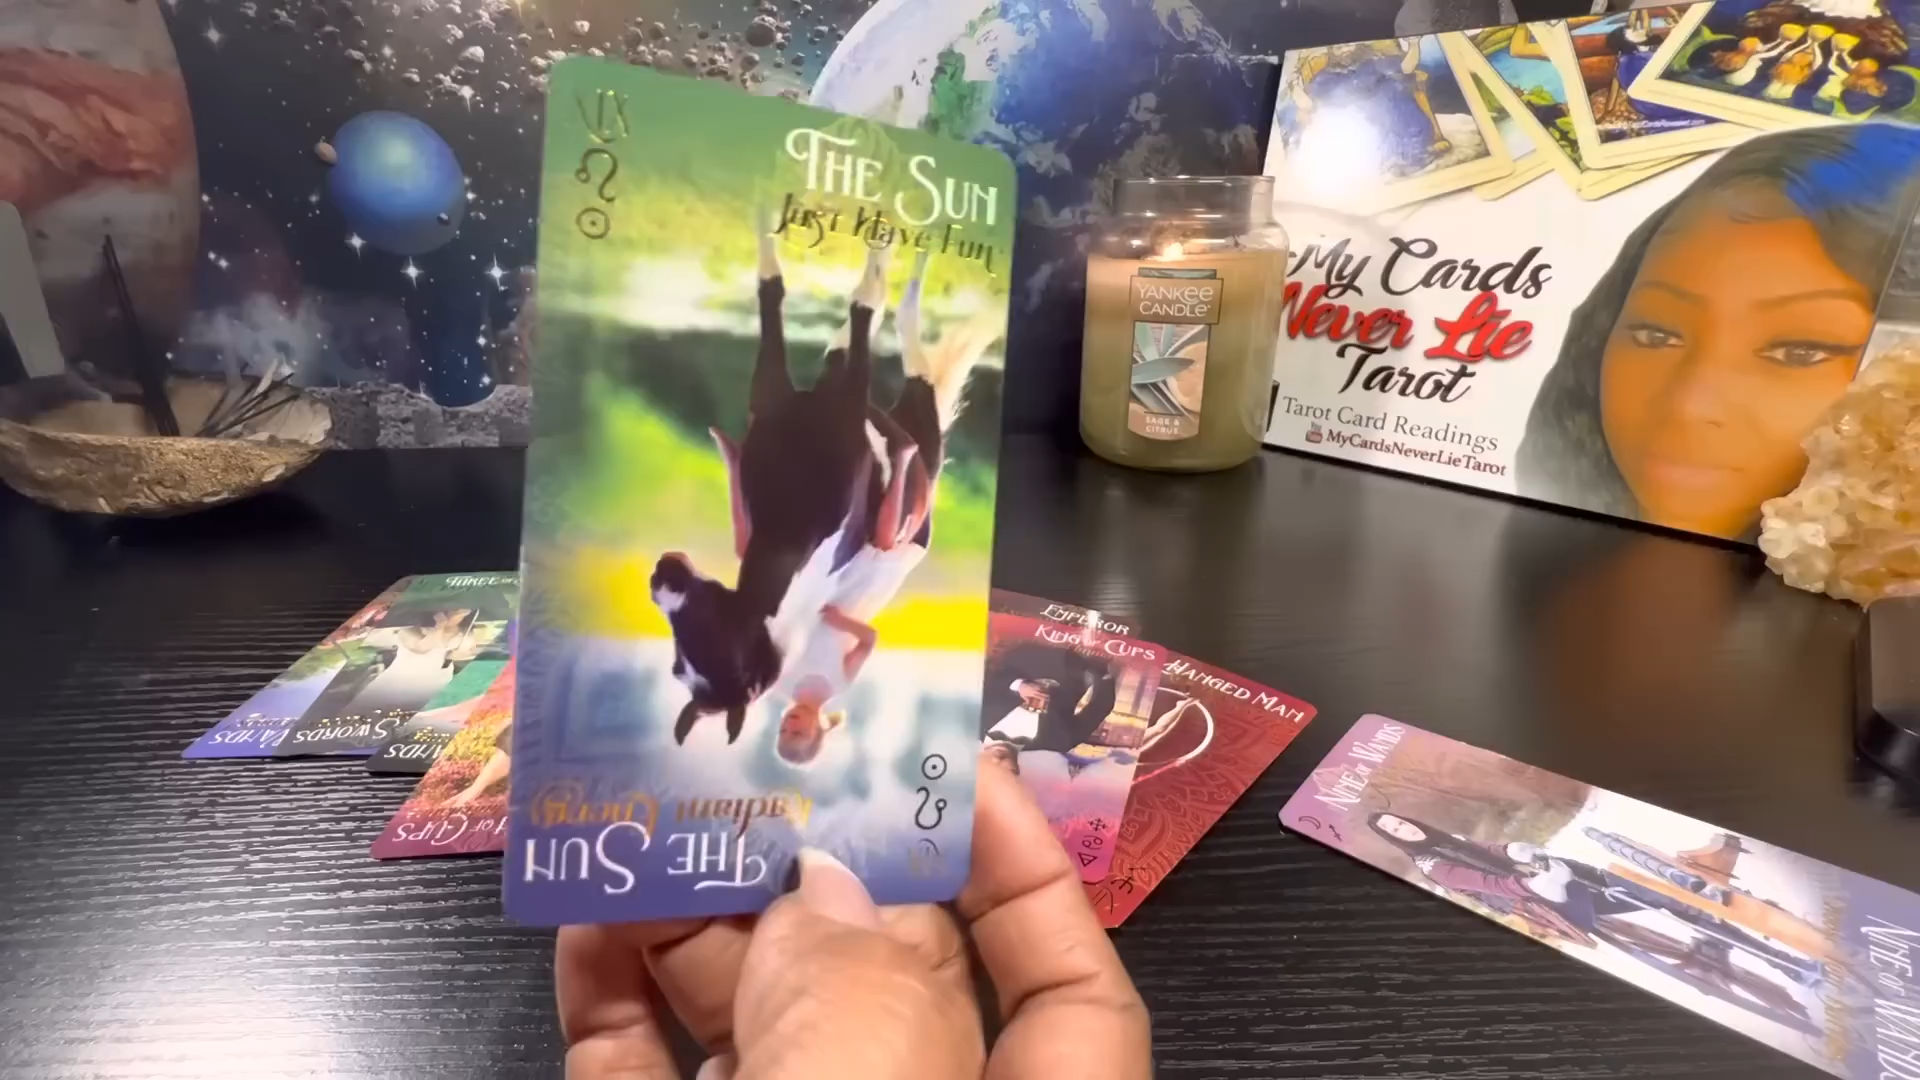 XIX
THE SUN
Just Have Fun
Radiant Energy
THE SUN
YANKEE
CANDLE
SAGE &
CITRUS
My Cards
Never Lie
Tarot
Tarot Card Readings
You
MyCardsNeverLieTarot
THREE
WANDS
SWORDS
OF CUPS
EMPEROR
KING OF CUPS
HANGED MAN
NINE OF WANDS
NINE OF WANDS